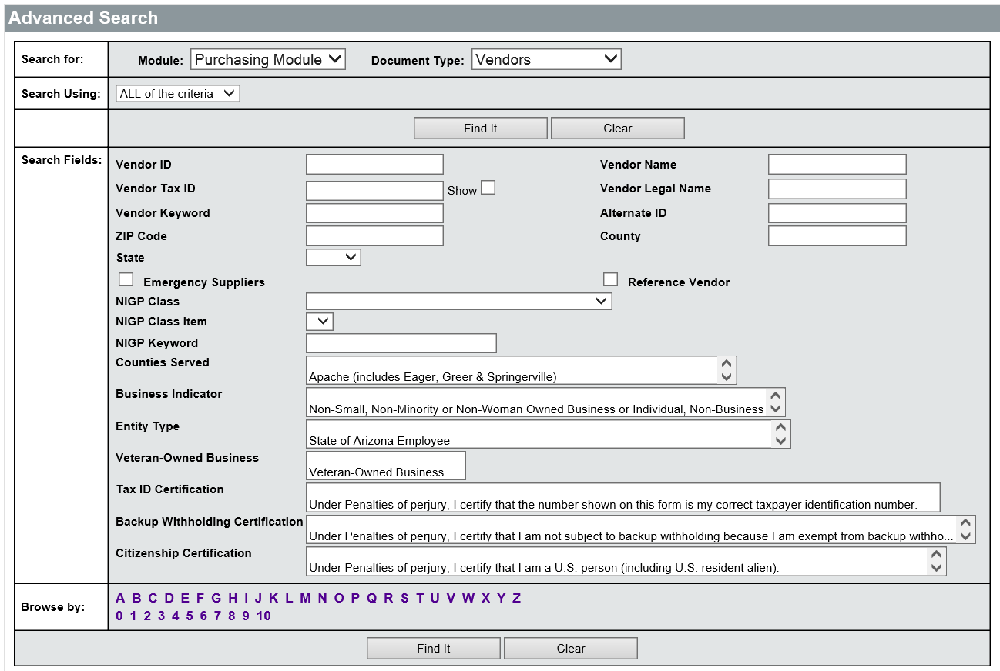 Advanced Search
Search for: Module: Purchasing Module Document Type: Vendors
Search Using: ALL of the criteria
Find It Clear
Search Fields: Vendor ID Vendor Name
Vendor Tax ID Show Vendor Legal Name
Vendor Keyword Alternate ID
ZIP Code County
State
Emergency Suppliers Reference Vendor
NIGP Class
NIGP Class Item
NIGP Keyword
Counties Served Apache (includes Eager, Greer & Springerville)
Business Indicator Non-Small, Non-Minority or Non-Woman Owned Business or Individual, Non-Business
Entity Type State of Arizona Employee
Veteran-Owned Business Veteran-Owned Business
Tax ID Certification Under Penalties of perjury, I certify that the number shown on this form is my correct taxpayer identification number.
Backup Withholding Certification Under Penalties of perjury, I certify that I am not subject to backup withholding because I am exempt from backup withho...
Citizenship Certification Under Penalties of perjury, I certify that I am a U.S. person (including U.S. resident alien).
Browse by: A B C D E F G H I J K L M N O P Q R S T U V W X Y Z
0 1 2 3 4 5 6 7 8 9 10
Find It Clear